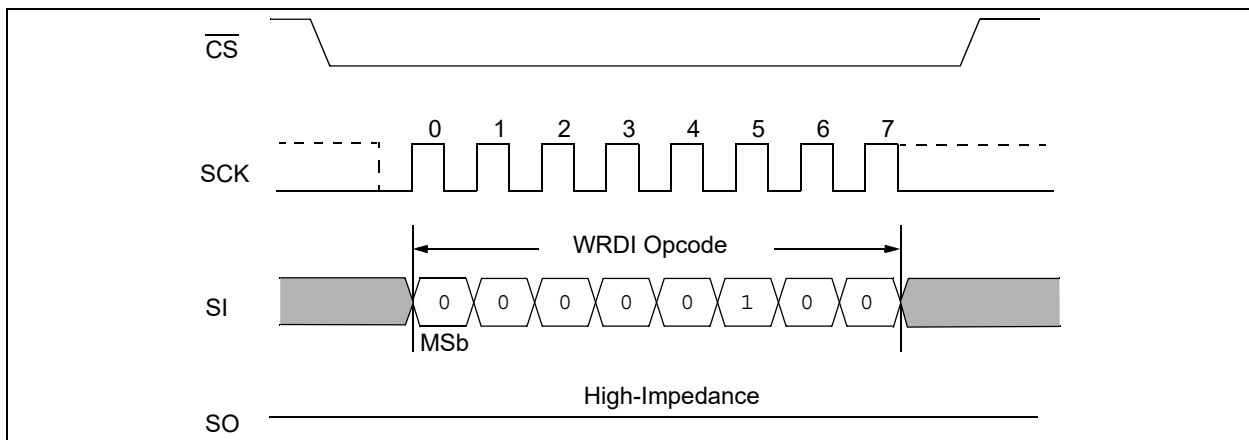 CS
0 1 2 3 4 5 6 7
SCK
WRDI Opcode
SI 0 0 0 0 0 1 0 0
MSb
High-Impedance
SO